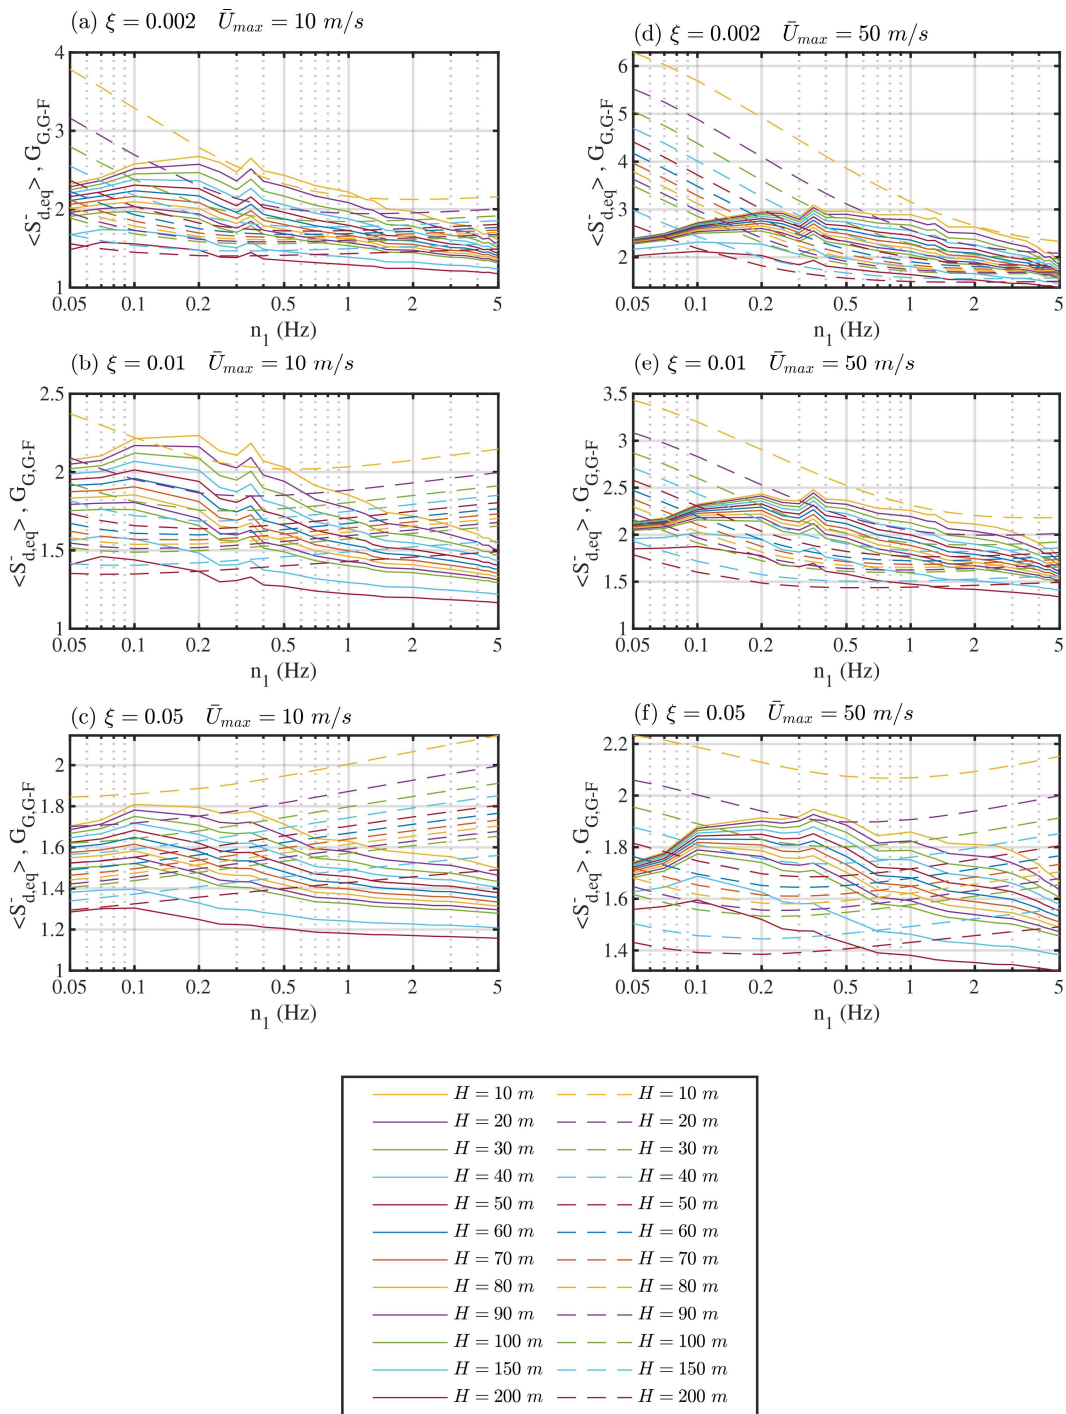 (a) ξ = 0.002 Ū_max = 10 m/s
4
3
2
1
<S⁻_d,eq> , G_G,G-F
0.05 0.1 0.2 0.5 1 2 5
n_1 (Hz)
(d) ξ = 0.002 Ū_max = 50 m/s
6
5
4
3
2
<S⁻_d,eq> , G_G,G-F
0.05 0.1 0.2 0.5 1 2 5
n_1 (Hz)
(b) ξ = 0.01 Ū_max = 10 m/s
2.5
2
1.5
1
<S⁻_d,eq> , G_G,G-F
0.05 0.1 0.2 0.5 1 2 5
n_1 (Hz)
(e) ξ = 0.01 Ū_max = 50 m/s
3.5
3
2.5
2
1.5
1
<S⁻_d,eq> , G_G,G-F
0.05 0.1 0.2 0.5 1 2 5
n_1 (Hz)
(c) ξ = 0.05 Ū_max = 10 m/s
2
1.8
1.6
1.4
1.2
1
<S⁻_d,eq> , G_G,G-F
0.05 0.1 0.2 0.5 1 2 5
n_1 (Hz)
(f) ξ = 0.05 Ū_max = 50 m/s
2.2
2
1.8
1.6
1.4
<S⁻_d,eq> , G_G,G-F
0.05 0.1 0.2 0.5 1 2 5
n_1 (Hz)
H = 10 m H = 10 m
H = 20 m H = 20 m
H = 30 m H = 30 m
H = 40 m H = 40 m
H = 50 m H = 50 m
H = 60 m H = 60 m
H = 70 m H = 70 m
H = 80 m H = 80 m
H = 90 m H = 90 m
H = 100 m H = 100 m
H = 150 m H = 150 m
H = 200 m H = 200 m